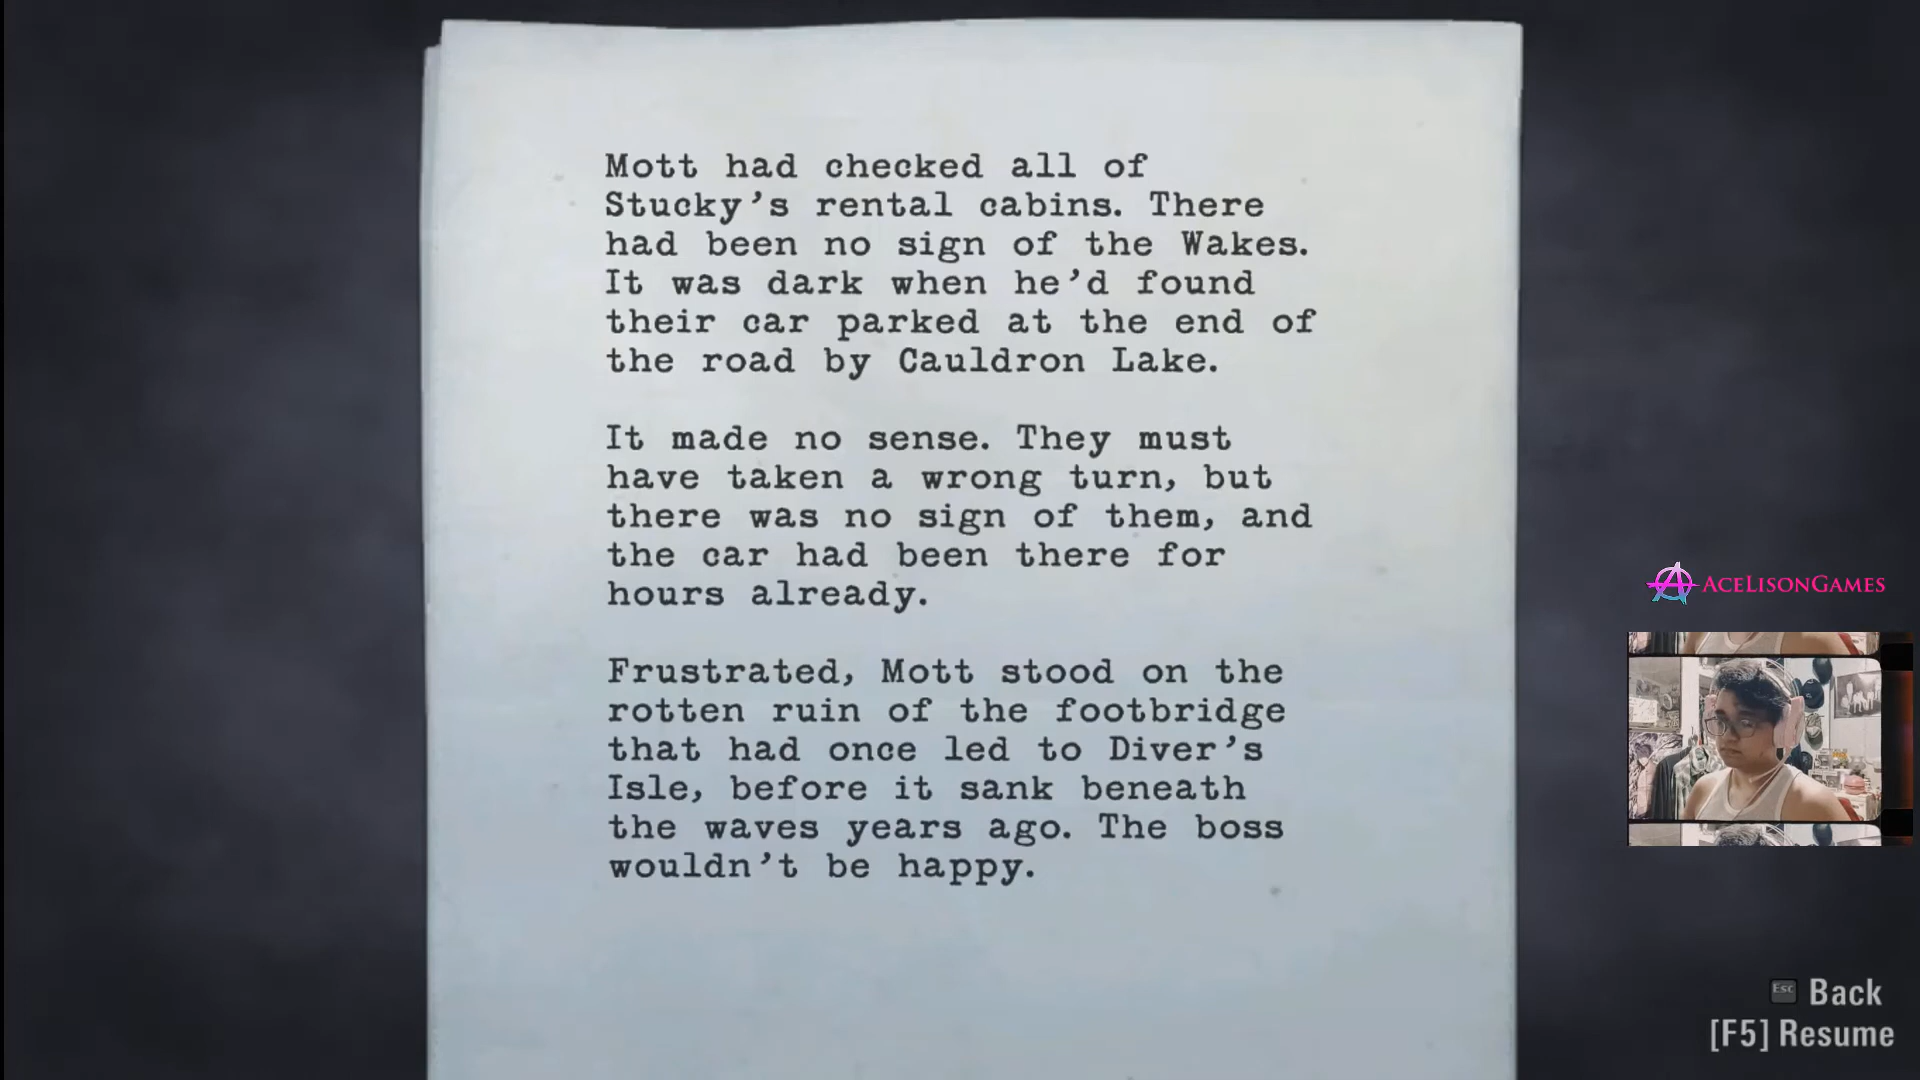 Mott had checked all of
Stucky’s rental cabins. There
had been no sign of the Wakes.
It was dark when he’d found
their car parked at the end of
the road by Cauldron Lake.
It made no sense. They must
have taken a wrong turn, but
there was no sign of them, and
the car had been there for
hours already.
Frustrated, Mott stood on the
rotten ruin of the footbridge
that had once led to Diver’s
Isle, before it sank beneath
the waves years ago. The boss
wouldn’t be happy.
AceLisonGames
Esc Back
[F5] Resume